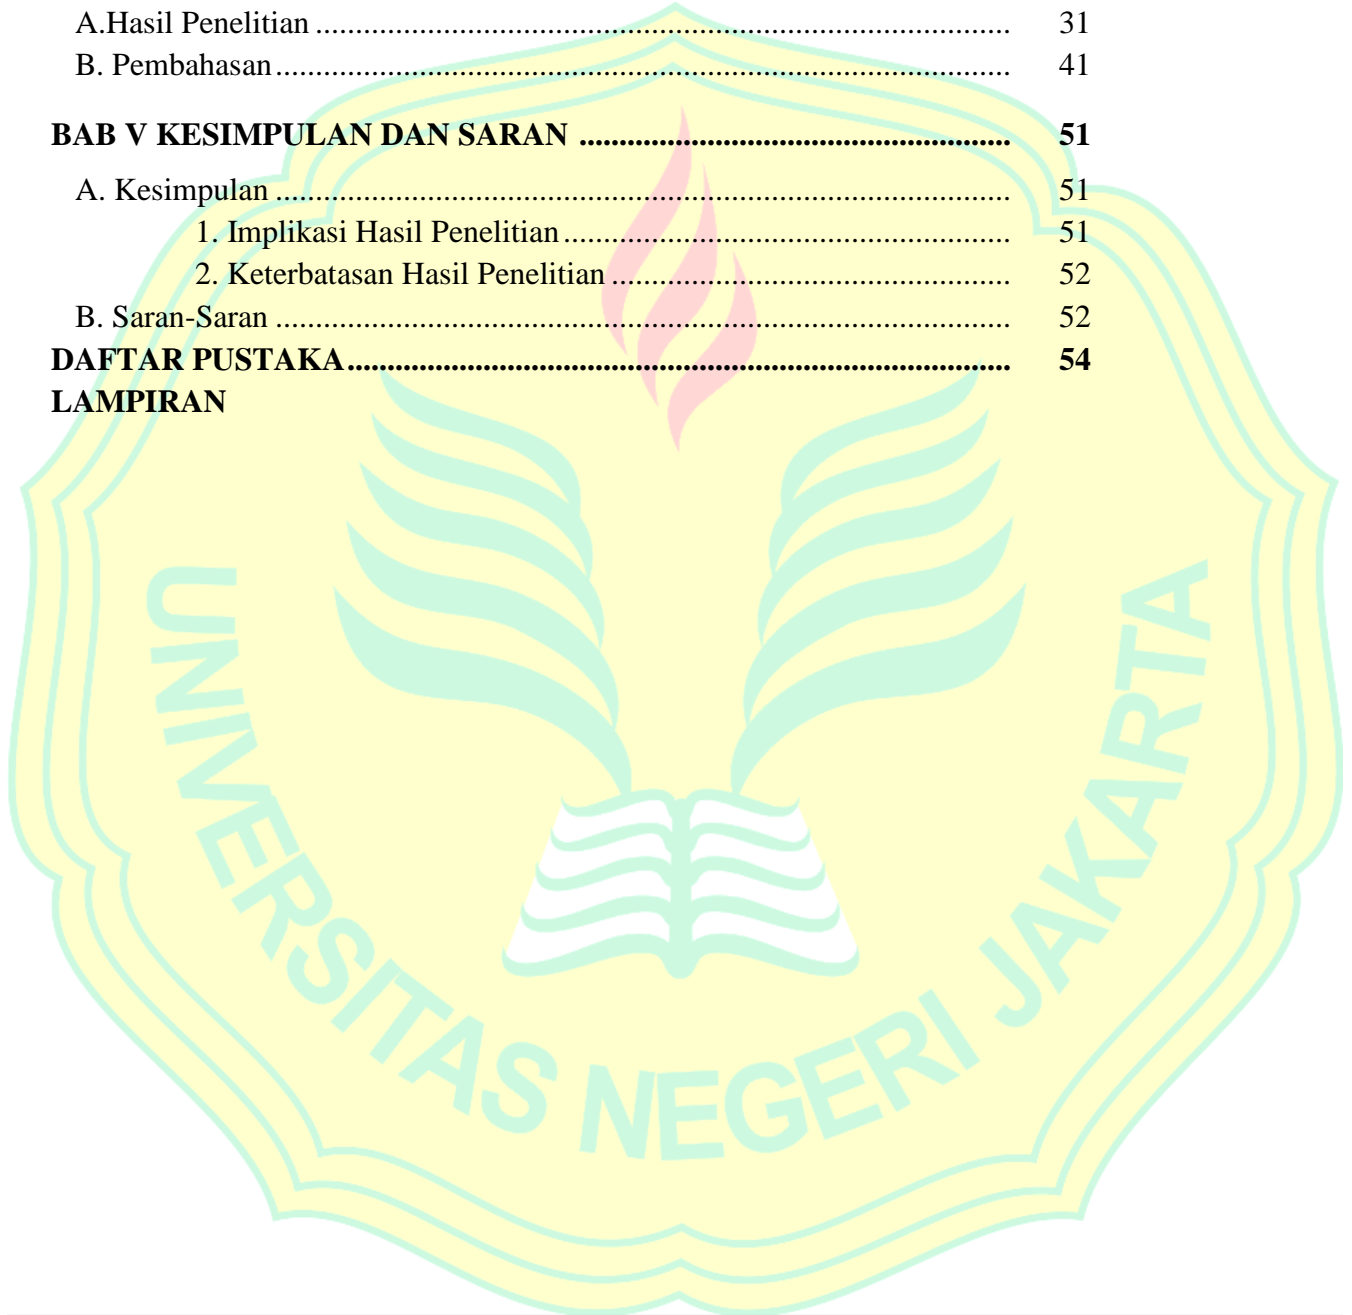 A.Hasil Penelitian ........................................................................................ 31
B. Pembahasan............................................................................................ 41
BAB V KESIMPULAN DAN SARAN ...................................................... 51
A. Kesimpulan ............................................................................................ 51
1. Implikasi Hasil Penelitian........................................................ 51
2. Keterbatasan Hasil Penelitian .................................................. 52
B. Saran-Saran ............................................................................................ 52
DAFTAR PUSTAKA................................................................................... 54
LAMPIRAN
UNIVERSITAS NEGERI JAKARTA